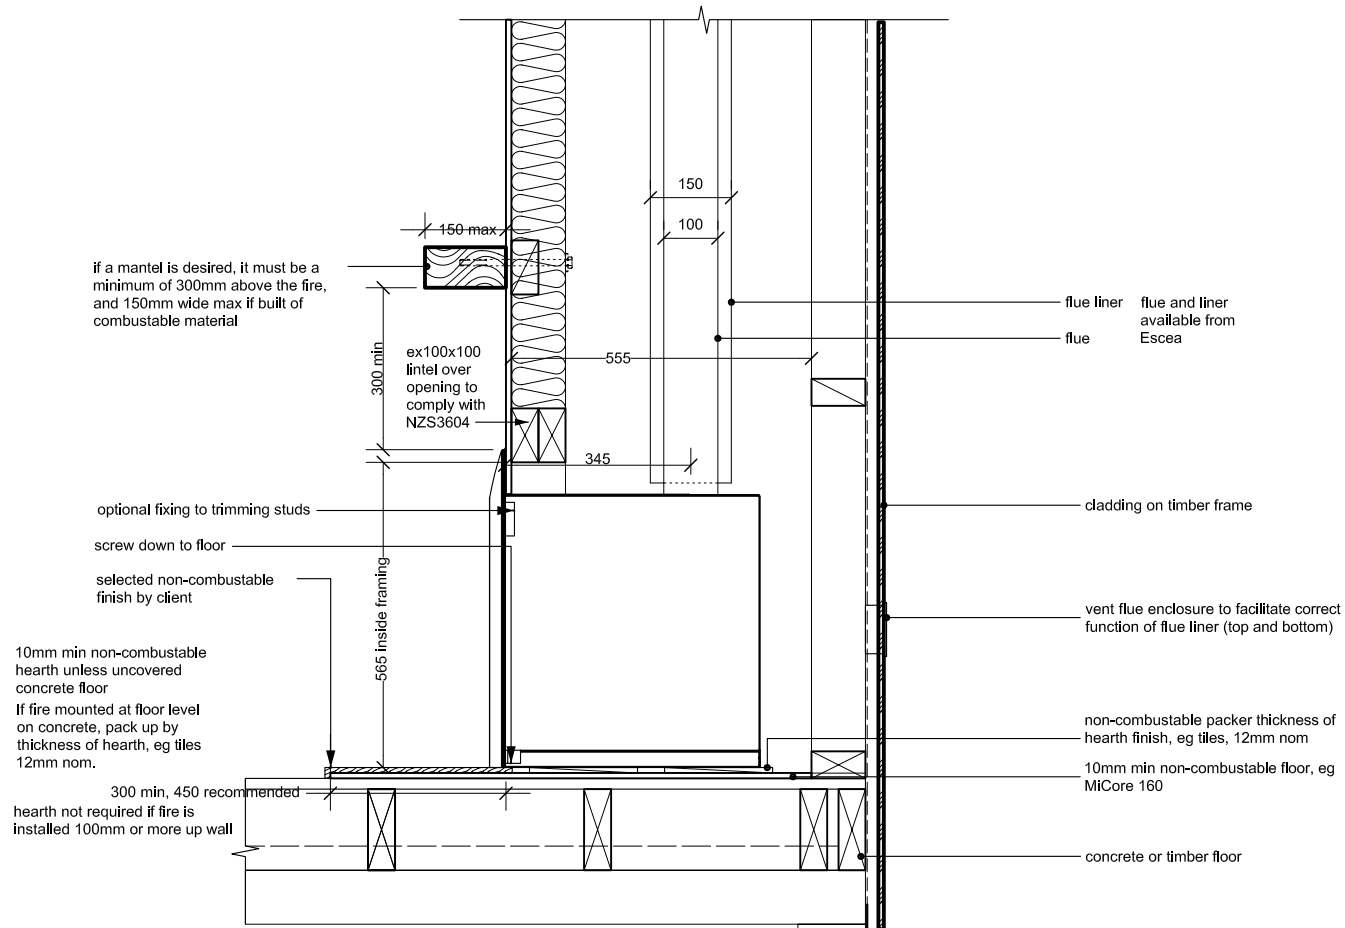 150
150 max
100
if a mantel is desired, it must be a
minimum of 300mm above the fire,
and 150mm wide max if built of
combustable material
flue liner
flue
flue and liner
available from
Escea
300 min
ex100x100
lintel over
opening to
comply with
NZS3604
555
345
optional fixing to trimming studs
screw down to floor
selected non-combustable
finish by client
565 inside framing
cladding on timber frame
vent flue enclosure to facilitate correct
function of flue liner (top and bottom)
10mm min non-combustable
hearth unless uncovered
concrete floor
If fire mounted at floor level
on concrete, pack up by
thickness of hearth, eg tiles
12mm nom.
non-combustable packer thickness of
hearth finish, eg tiles, 12mm nom
10mm min non-combustable floor, eg
MiCore 160
300 min, 450 recommended
hearth not required if fire is
installed 100mm or more up wall
concrete or timber floor